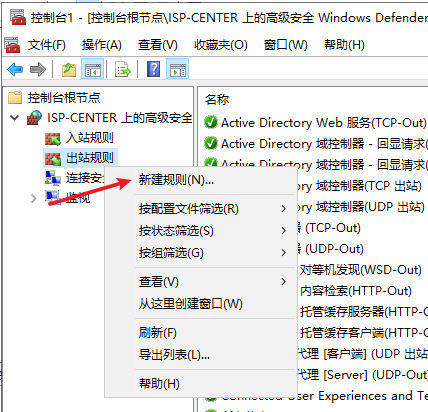 控制台1 - [控制台根节点\ISP-CENTER 上的高级安全 Windows Defender
文件(F) 操作(A) 查看(V) 收藏夹(O) 窗口(W) 帮助(H)
控制台根节点
ISP-CENTER 上的高级安全
入站规则
出站规则
连接安全
监视
新建规则(N)...
按配置文件筛选(R)
按状态筛选(S)
按组筛选(G)
查看(V)
从这里创建窗口(W)
刷新(F)
导出列表(L)...
帮助(H)
名称
Active Directory Web 服务(TCP-Out)
Active Directory 域控制器 - 回显请求(
Active Directory 域控制器 - 回显请求(
Active Directory 域控制器(TCP 出站)
Active Directory 域控制器(UDP 出站)
(TCP-Out)
(UDP-Out)
对等机发现(WSD-Out)
内容检索(HTTP-Out)
托管缓存服务器(HTTP-O
托管缓存客户端(HTTP-O
代理 [客户端] (UDP 出站)
代理 [Server] (UDP-Out)
Connected User Experiences and Te